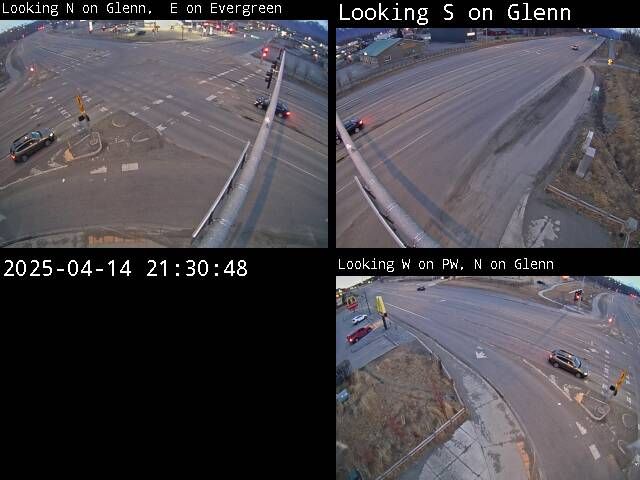 Looking N on Glenn,  E on Evergreen
Looking S on Glenn
2025-04-14 21:30:48
Looking W on PW, N on Glenn